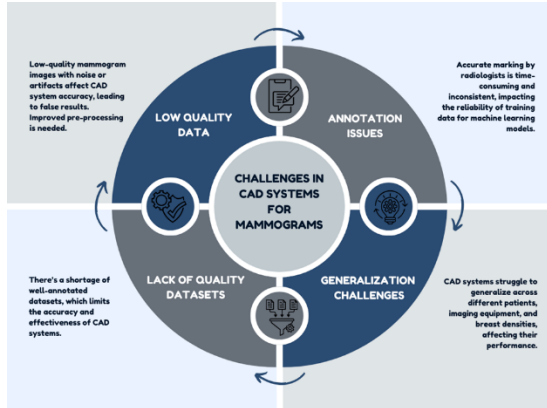 Low-quality mammogram
images with noise or
artifacts affect CAD
system accuracy, leading
to false results.
Improved pre-processing
is needed.
Accurate marking by
radiologists is time-
consuming and
inconsistent, impacting
the reliability of training
data for machine learning
models.
LOW QUALITY
DATA
ANNOTATION
ISSUES
CHALLENGES IN
CAD SYSTEMS
FOR
MAMMOGRAMS
LACK OF QUALITY
DATASETS
GENERALIZATION
CHALLENGES
There's a shortage of
well-annotated
datasets, which limits
the accuracy and
effectiveness of CAD
systems.
CAD systems struggle to
generalize across
different patients,
imaging equipment, and
breast densities,
affecting their
performance.